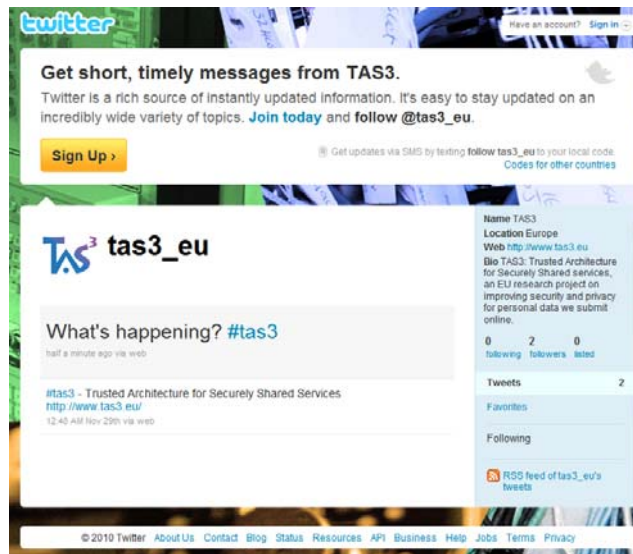 twitter
Have an account? Sign in
Get short, timely messages from TAS3.
Twitter is a rich source of instantly updated information. It's easy to stay updated on an
incredibly wide variety of topics. Join today and follow @tas3_eu.
Sign Up ›
Get updates via SMS by texting follow tas3_eu to your local code.
Codes for other countries
TAS3 tas3_eu
Name TAS3
Location Europe
Web http://www.tas3.eu
Bio TAS3: Trusted Architecture
for Securely Shared services,
an EU research project on
improving security and privacy
for personal data we submit
online.
0 2 0
following followers listed
Tweets 2
Favorites
Following
RSS feed of tas3_eu's
tweets
What's happening? #tas3
half a minute ago via web
#tas3 - Trusted Architecture for Securely Shared Services
http://www.tas3.eu/
12:48 AM Nov 29th via web
© 2010 Twitter About Us Contact Blog Status Resources API Business Help Jobs Terms Privacy